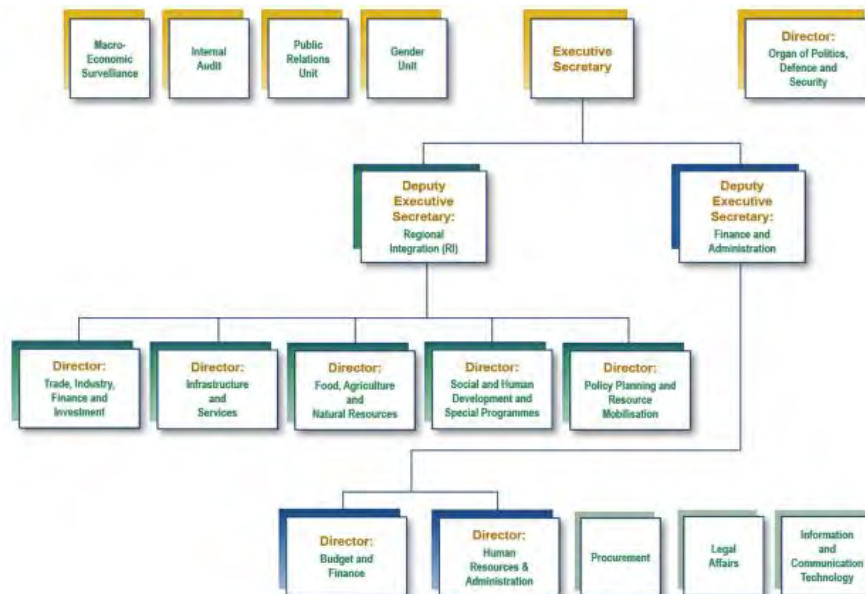 Macro-
Economic
Survelliance
Internal
Audit
Public
Relations
Unit
Gender
Unit
Executive
Secretary
Director:
Organ of Politics,
Defence and
Security
Deputy
Executive
Secretary:
Regional
Integration (RI)
Deputy
Executive
Secretary:
Finance and
Administration
Director:
Trade, Industry,
Finance and
Investment
Director:
Infrastructure
and
Services
Director:
Food, Agriculture
and
Natural Resources
Director:
Social and Human
Development and
Special Programmes
Director:
Policy Planning and
Resource
Mobilisation
Director:
Budget and
Finance
Director:
Human
Resources &
Administration
Procurement
Legal
Affairs
Information
and
Communication
Technology